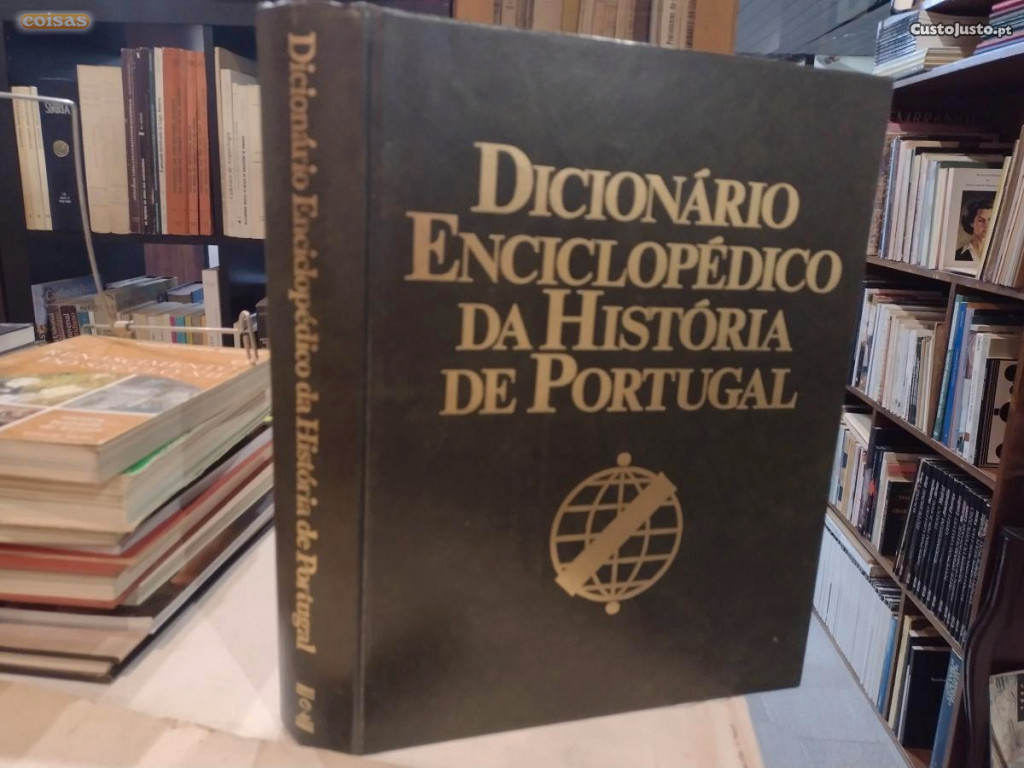 coisas
CustoJusto.pt
Dicionário Enciclopédico da História de Portugal
DICIONÁRIO
ENCICLOPÉDICO
DA HISTÓRIA
DE PORTUGAL